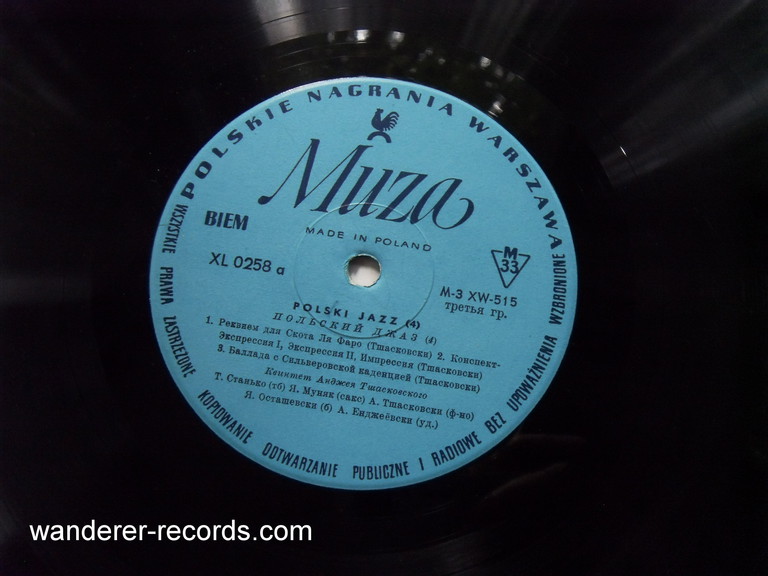 POLSKIE NAGRANIA WARSZAWA
Muza
MADE IN POLAND
BIEM
XL 0258 a
M
33
M-3 XW-515
третья гр.
POLSKI JAZZ (4)
ПОЛЬСКИЙ ДЖАЗ (4)
1. Реквием для Скота Ля Фаро (Тшасковски) 2. Конспект-
Экспрессия I, Экспрессия II, Импрессия (Тшасковски)
3. Баллада с Сильверовской каденцией (Тшасковски)
Квинтет Анджея Тшасковского
Т. Станько (тб) Я. Муняк (сакс) А. Тшасковски (ф-но)
Я. Осташевски (б) А. Енджеёвски (уд.)
WSZYSTKIE PRAWA ZASTRZEŻONE KOPIOWANIE ODTWARZANIE PUBLICZNE I RADIOWE BEZ UPOWAŻNIENIA WZBRONIONE
wanderer-records.com